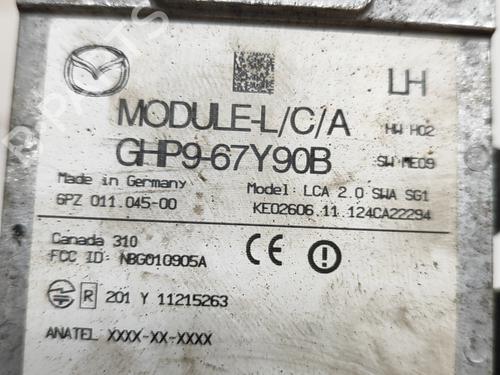 LH
MODULE-L/C/A
HW H02
GHP9-67Y90B
SW ME09
Made in Germany
Model: LCA 2.0 SWA SG1
6PZ 011.045-00
KE02606.11.124CA22294
Canada 310
FCC ID: NBG010905A
CE
R 201 Y 11215263
ANATEL XXXX-XX-XXXX